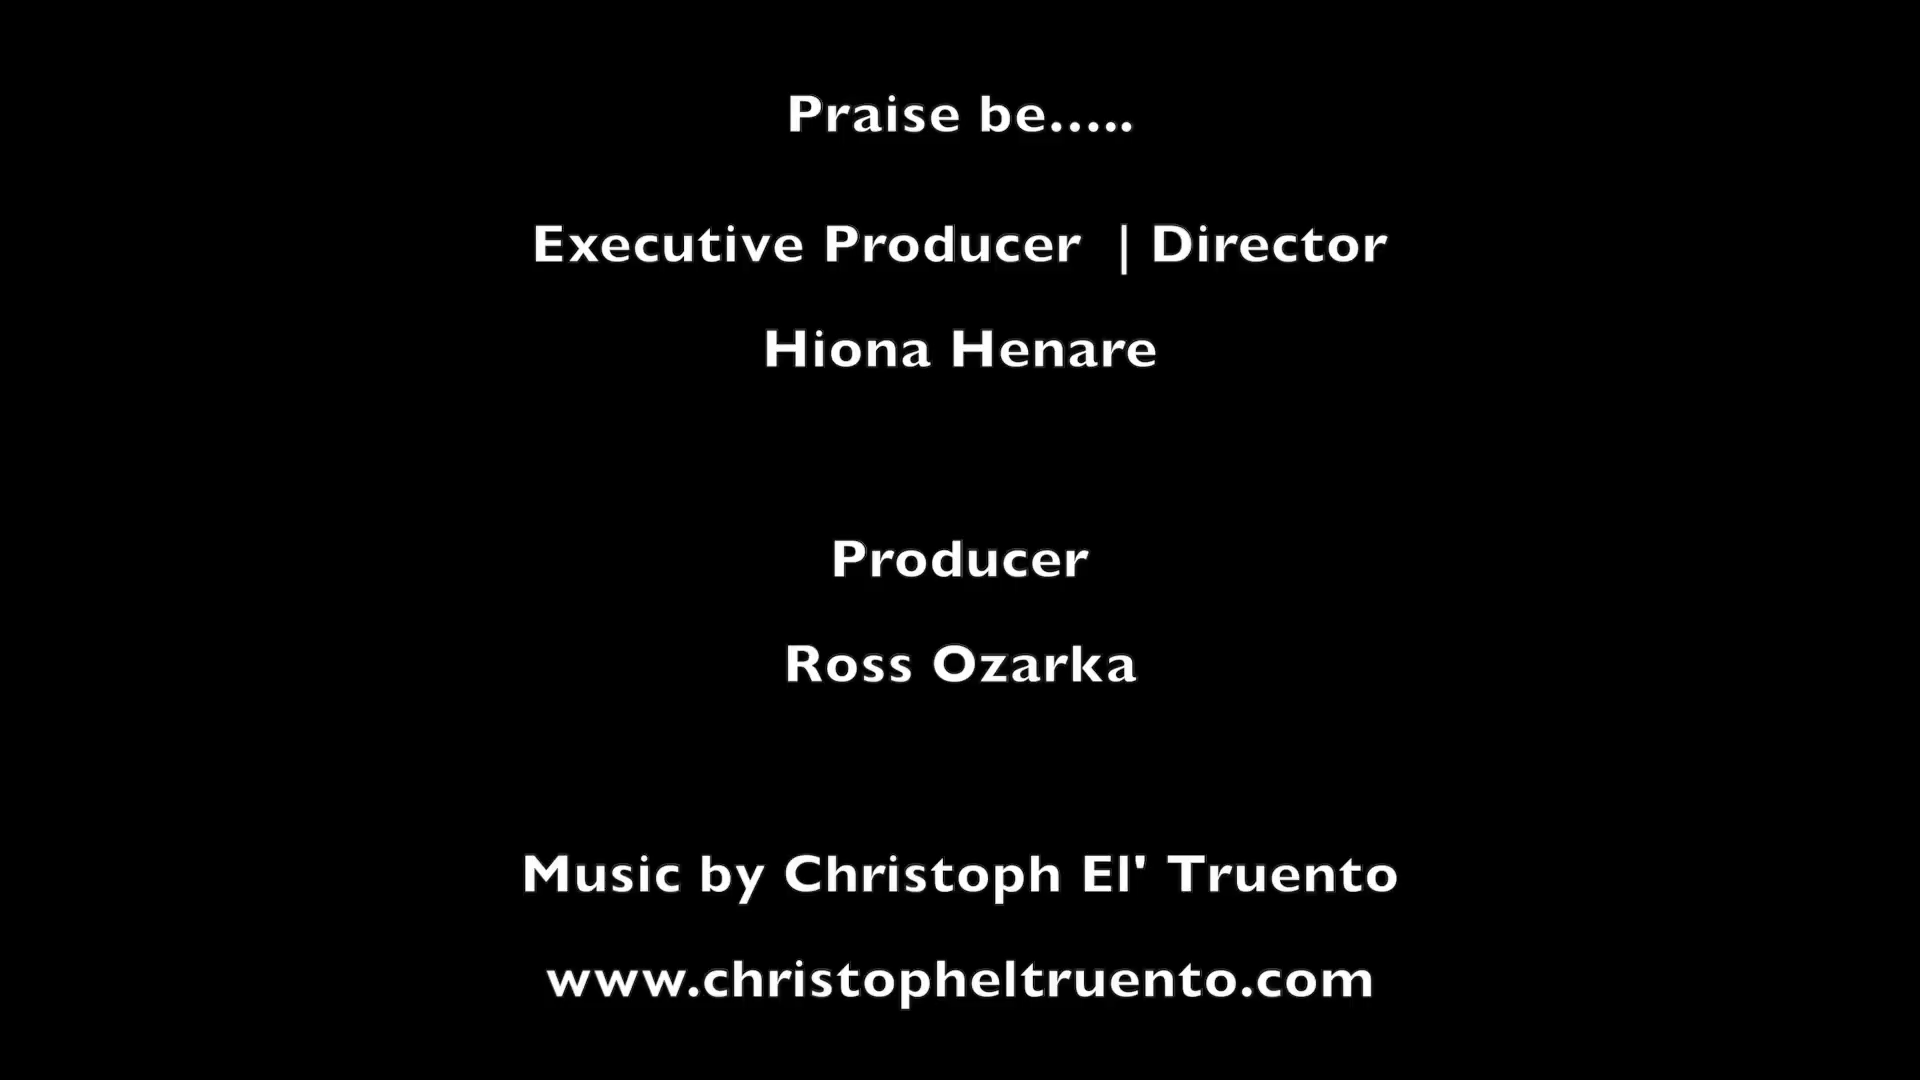 Praise be.....
Executive Producer | Director
Hiona Henare
Producer
Ross Ozarka
Music by Christoph El' Truento
www.christopheltruento.com